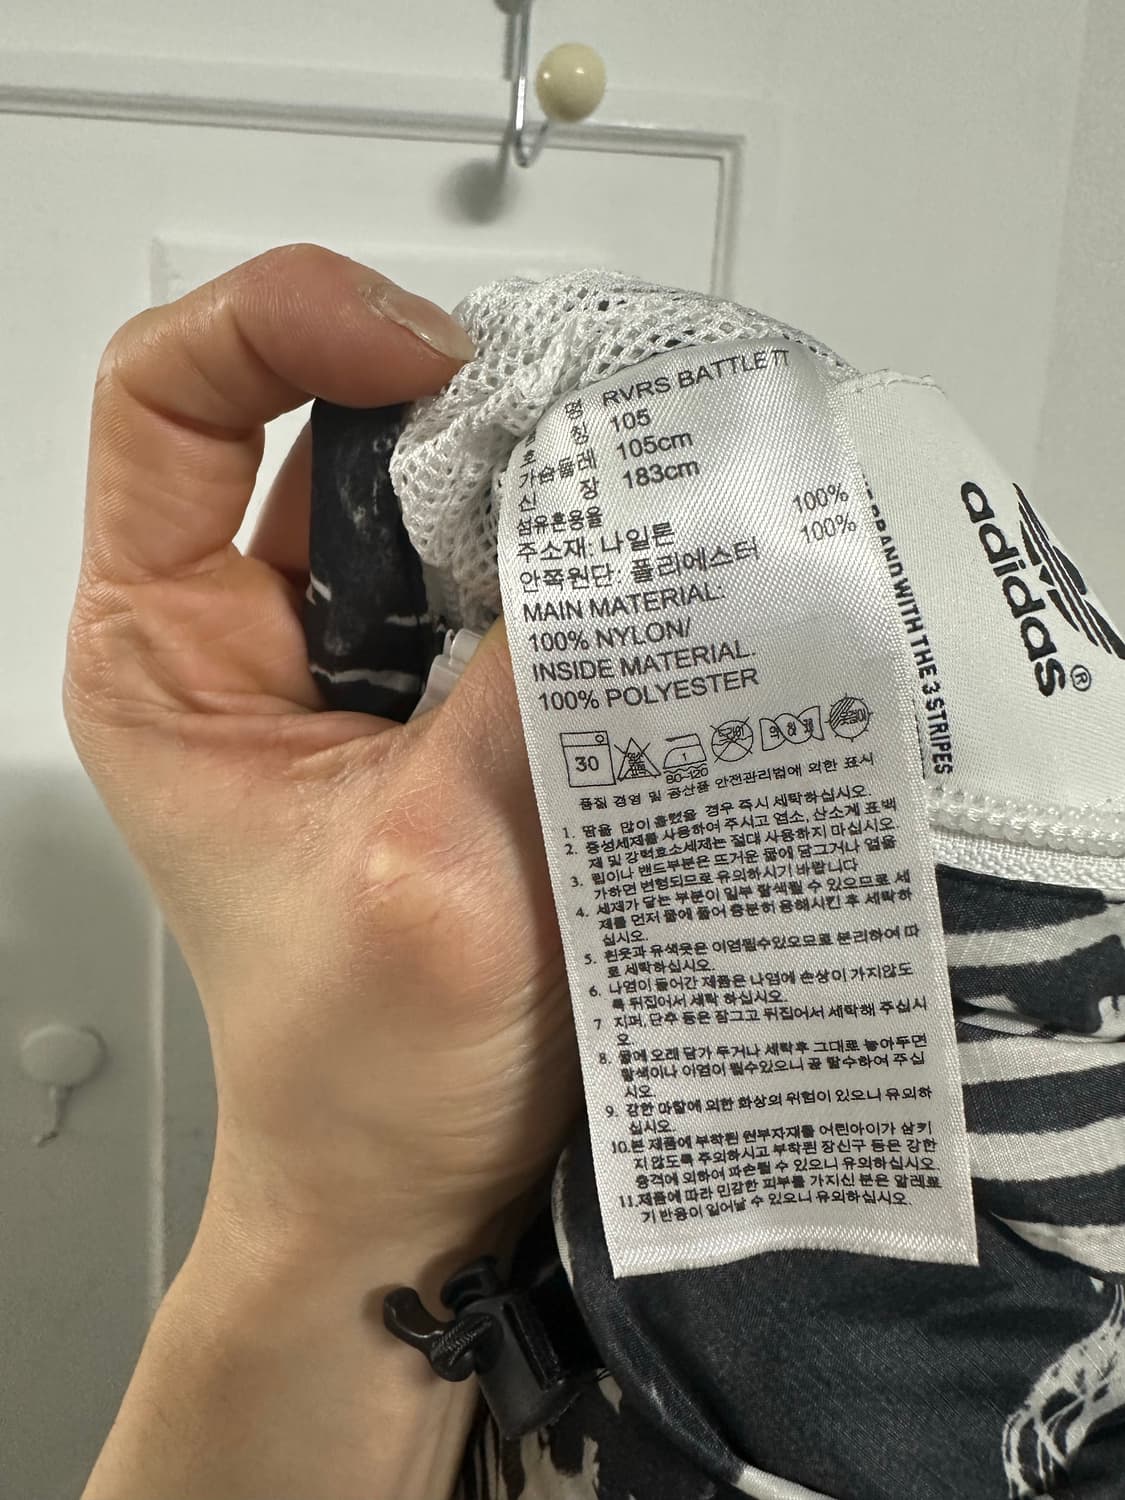 명 RVRS BATTLE TT
호 칭 105
가슴둘레 105cm
신 장 183cm
섬유혼용율
주소재: 나일론 100%
안쪽원단: 폴리에스터 100%
MAIN MATERIAL:
100% NYLON/
INSIDE MATERIAL.
100% POLYESTER
30
80-120
드라이
품질 경영 및 공산품 안전관리법에 의한 표시
1. 땀을 많이 흘렸을 경우 즉시 세탁하십시오.
2. 중성세제를 사용하여 주시고 염소, 산소계 표백
제 및 강력효소세제는 절대 사용하지 마십시오.
3. 립이나 밴드부분은 뜨거운 물에 담그거나 열을
가하면 변형되므로 유의하시기 바랍니다
4. 세제가 닿는 부분이 일부 탈색될 수 있으므로 세
제를 먼저 물에 풀어 충분히 용해시킨 후 세탁하
십시오.
5. 흰옷과 유색옷은 이염될수있으므로 분리하여 따
로 세탁하십시오.
6. 나염이 들어간 제품은 나염에 손상이 가지않도
록 뒤집어서 세탁 하십시오.
7 지퍼, 단추 등은 잠그고 뒤집어서 세탁해 주십시
오.
8. 물에 오래 담가 두거나 세탁후 그대로 놓아두면
탈색이나 이염이 될수있으니 꼭 탈수하여 주십
시오.
9. 강한 마찰에 의한 화상의 위험이 있으니 유의하
십시오.
10.본 제품에 부착된 원부자재를 어린아이가 삼키
지 않도록 주의하시고 부착된 장신구 등은 강한
충격에 의하여 파손될 수 있으니 유의하십시오.
11.제품에 따라 민감한 피부를 가지신 분은 알레르
기 반응이 일어날 수 있으니 유의하십시오.
adidas®
BRAND WITH THE 3 STRIPES